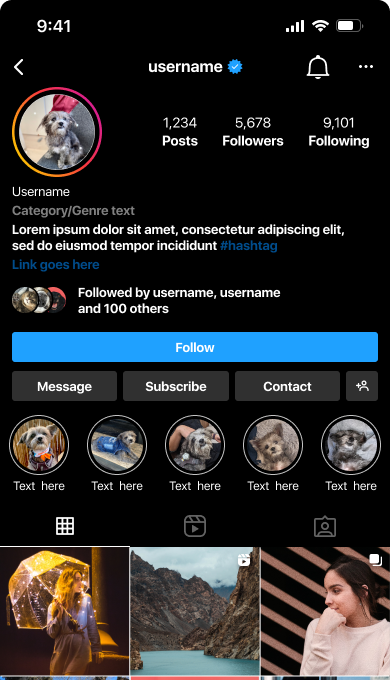 9:41
username
1,234 5,678 9,101
Posts Followers Following
Username
Category/Genre text
Lorem ipsum dolor sit amet, consectetur adipiscing elit,
sed do eiusmod tempor incididunt #hashtag
Link goes here
Followed by username, username
and 100 others
Follow
Message Subscribe Contact
Text here Text here Text here Text here Text here